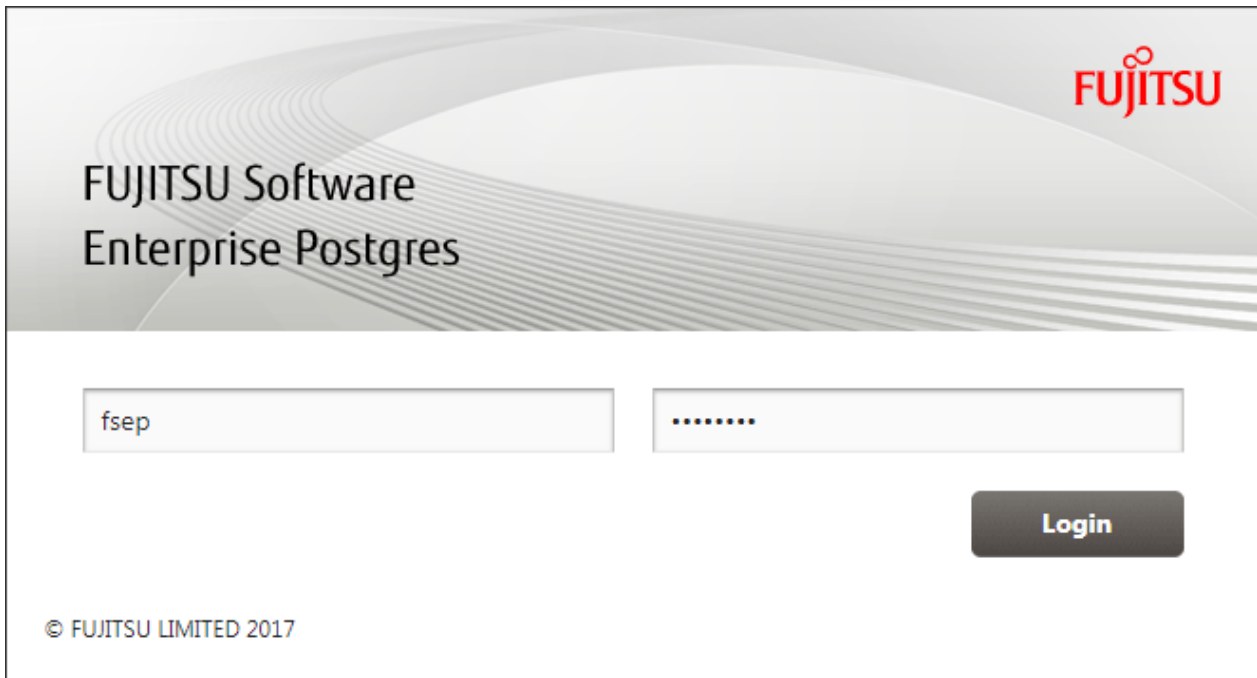 FUJITSU
FUJITSU Software
Enterprise Postgres
fsep
••••••••
Login
© FUJITSU LIMITED 2017